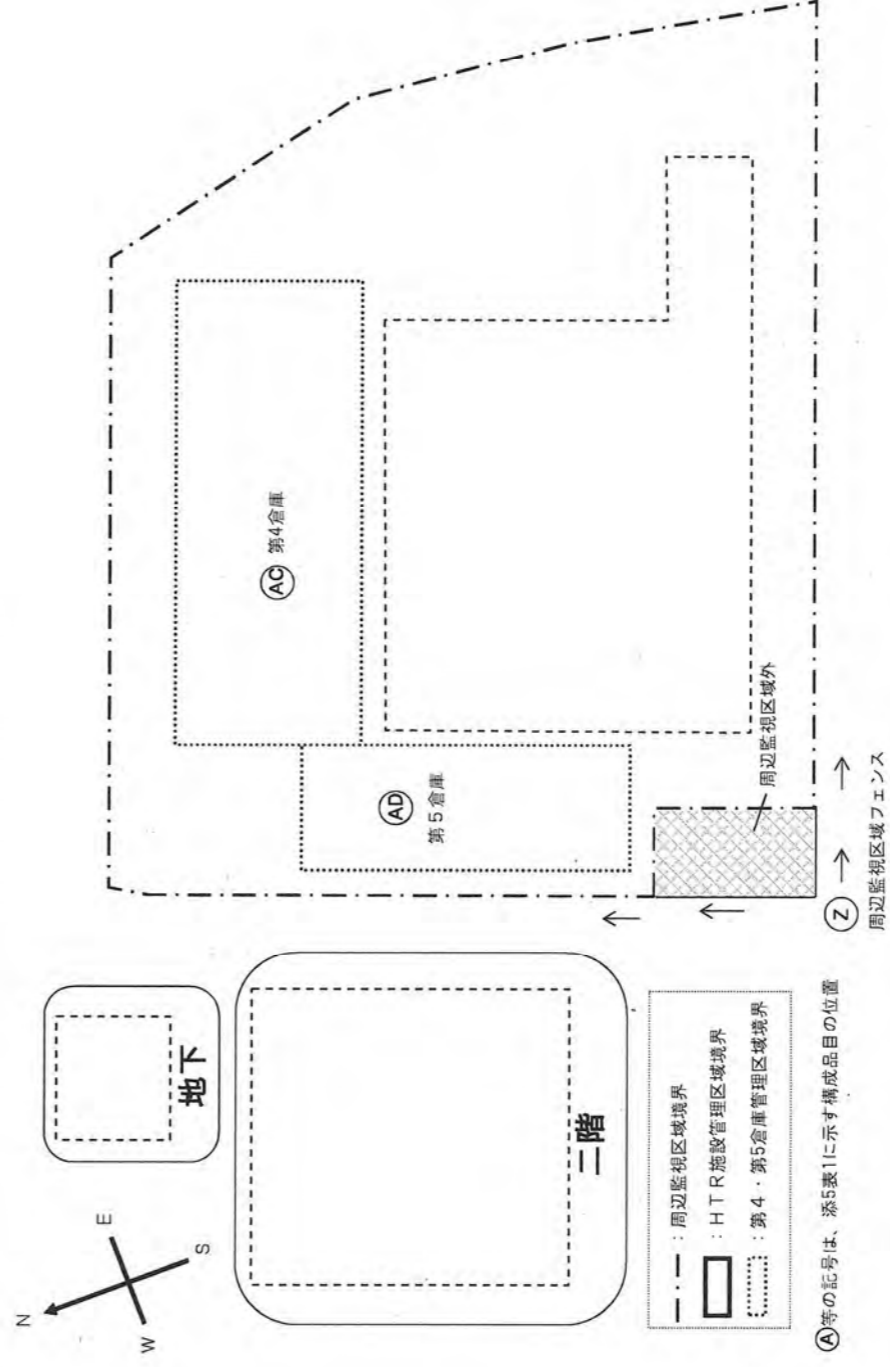 N
E
W
S
地下
二階
AC 第4倉庫
AD
第5倉庫
周辺監視区域外
Z
周辺監視区域フェンス
：周辺監視区域境界
：HTR施設管理区域境界
：第4・第5倉庫管理区域境界
A等の記号は、添5表1に示す構成品目の位置